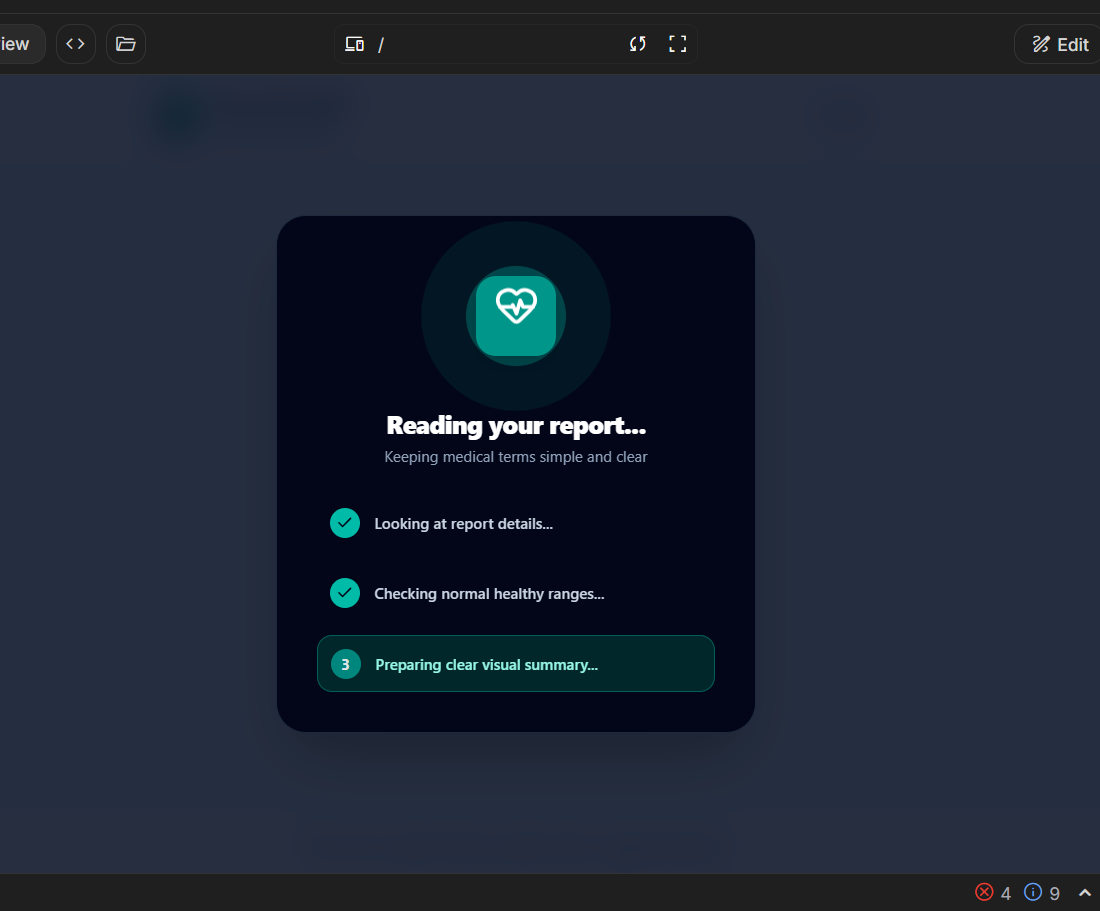 iew
/
Edit
Reading your report...
Keeping medical terms simple and clear
Looking at report details...
Checking normal healthy ranges...
3 Preparing clear visual summary...
4 9